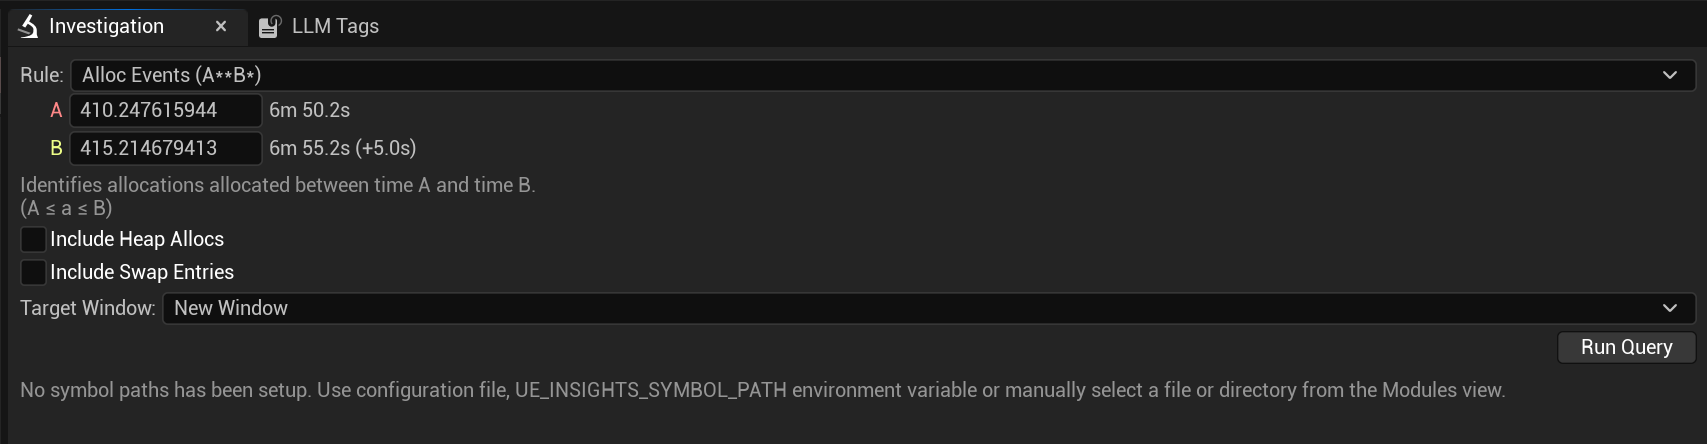 Investigation × LLM Tags
Rule: Alloc Events (A**B*)
A 410.247615944 6m 50.2s
B 415.214679413 6m 55.2s (+5.0s)
Identifies allocations allocated between time A and time B.
(A ≤ a ≤ B)
Include Heap Allocs
Include Swap Entries
Target Window: New Window
Run Query
No symbol paths has been setup. Use configuration file, UE_INSIGHTS_SYMBOL_PATH environment variable or manually select a file or directory from the Modules view.